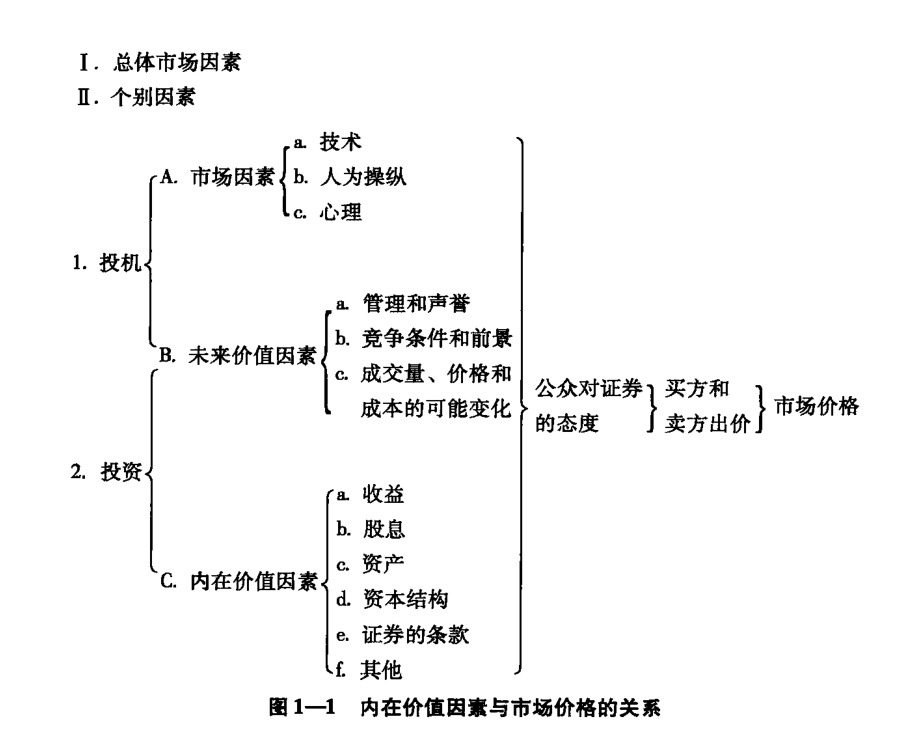 Ⅰ. 总体市场因素
Ⅱ. 个别因素
1. 投机
A. 市场因素
a. 技术
b. 人为操纵
c. 心理
B. 未来价值因素
a. 管理和声誉
b. 竞争条件和前景
c. 成交量、价格和
成本的可能变化
2. 投资
C. 内在价值因素
a. 收益
b. 股息
c. 资产
d. 资本结构
e. 证券的条款
f. 其他
公众对证券
的态度
买方和
卖方出价
市场价格
图 1—1 内在价值因素与市场价格的关系